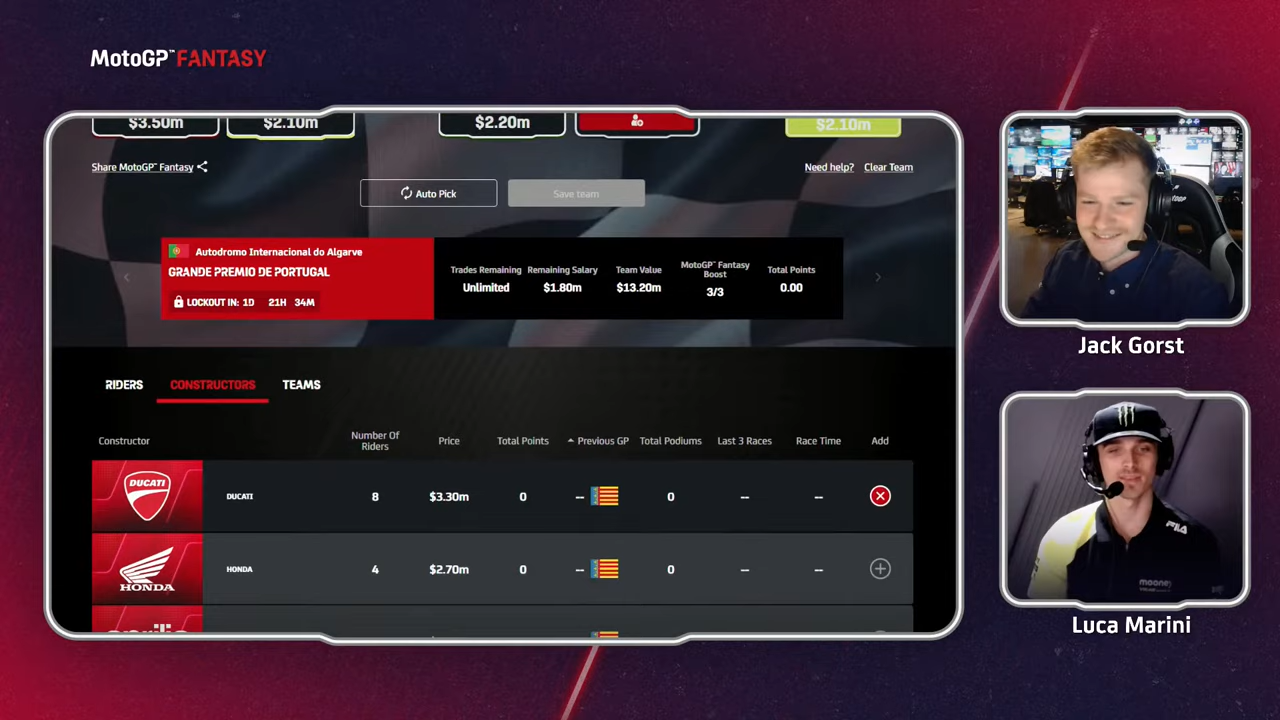 MotoGP™ FANTASY
$3.50m
$2.10m
$2.20m
$2.10m
Share MotoGP™ Fantasy
Need help?
Clear Team
Auto Pick
Save team
Autodromo Internacional do Algarve
GRANDE PREMIO DE PORTUGAL
LOCKOUT IN: 1D 21H 34M
Trades Remaining
Unlimited
Remaining Salary
$1.80m
Team Value
$13.20m
MotoGP™ Fantasy
Boost
3/3
Total Points
0.00
RIDERS
CONSTRUCTORS
TEAMS
Constructor
Number Of
Riders
Price
Total Points
Previous GP
Total Podiums
Last 3 Races
Race Time
Add
DUCATI
DUCATI
8
$3.30m
0
--
0
--
--
HONDA
HONDA
4
$2.70m
0
--
0
--
--
Jack Gorst
mooney
Luca Marini